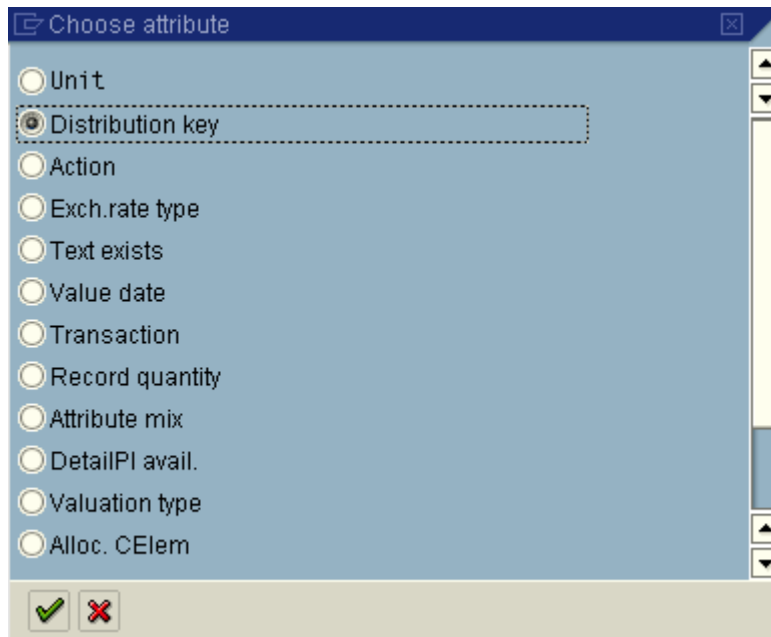 Choose attribute
Unit
Distribution key
Action
Exch.rate type
Text exists
Value date
Transaction
Record quantity
Attribute mix
DetailPl avail.
Valuation type
Alloc. CElem